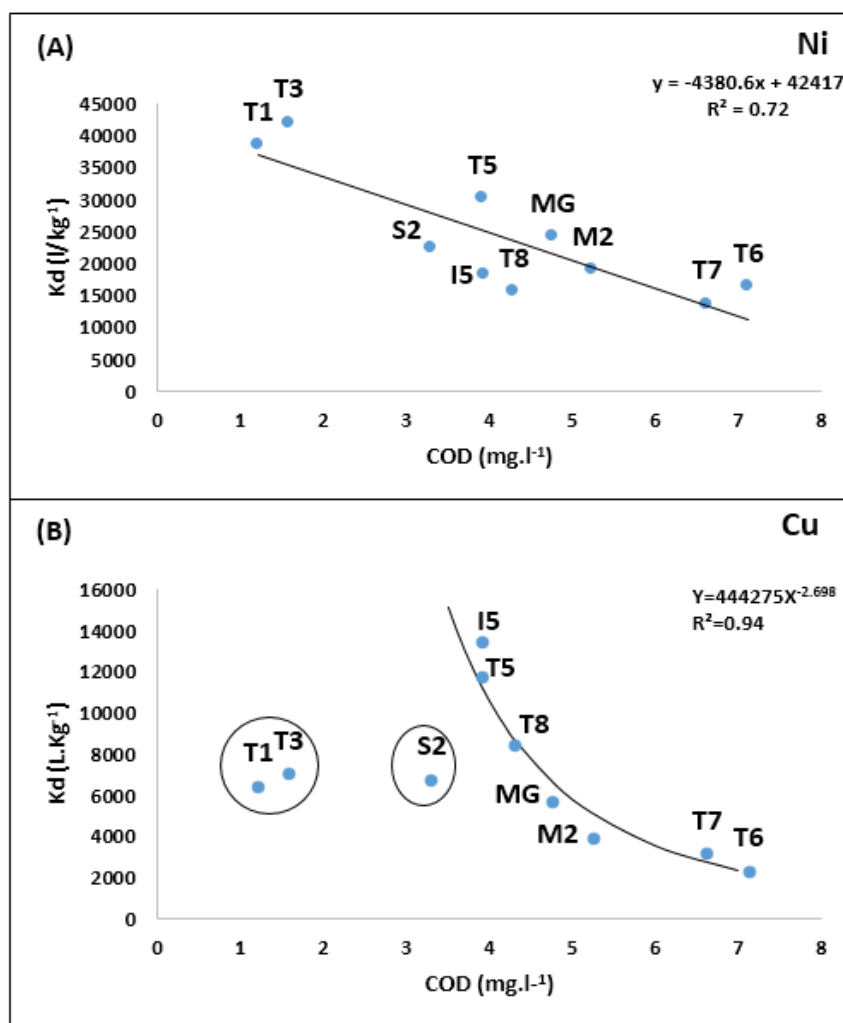 (A)
Ni
y = -4380.6x + 42417
R² = 0.72
45000
40000
35000
30000
25000
20000
15000
10000
5000
0
Kd (l/kg⁻¹)
T1
T3
S2
T5
I5
T8
MG
M2
T7
T6
0 1 2 3 4 5 6 7 8
COD (mg.l⁻¹)
(B)
Cu
Y=444275X⁻²·⁶⁹⁸
R²=0.94
16000
14000
12000
10000
8000
6000
4000
2000
0
Kd (L.Kg⁻¹)
T1
T3
S2
I5
T5
T8
MG
M2
T7
T6
0 1 2 3 4 5 6 7 8
COD (mg.l⁻¹)